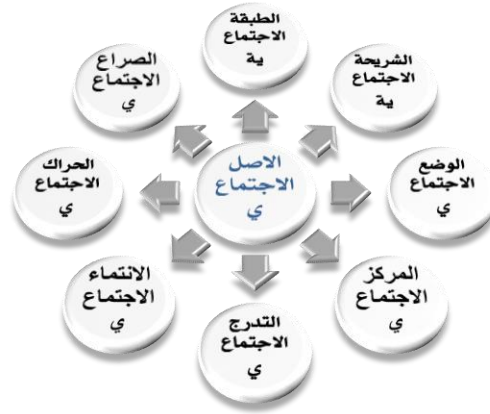 الطبقة
الاجتماع
ية
الشريحة
الاجتماع
ية
الوضع
الاجتماع
ي
المركز
الاجتماع
ي
التدرج
الاجتماع
ي
الانتماء
الاجتماع
ي
الحراك
الاجتماع
ي
الصراع
الاجتماع
ي
الاصل
الاجتماع
ي